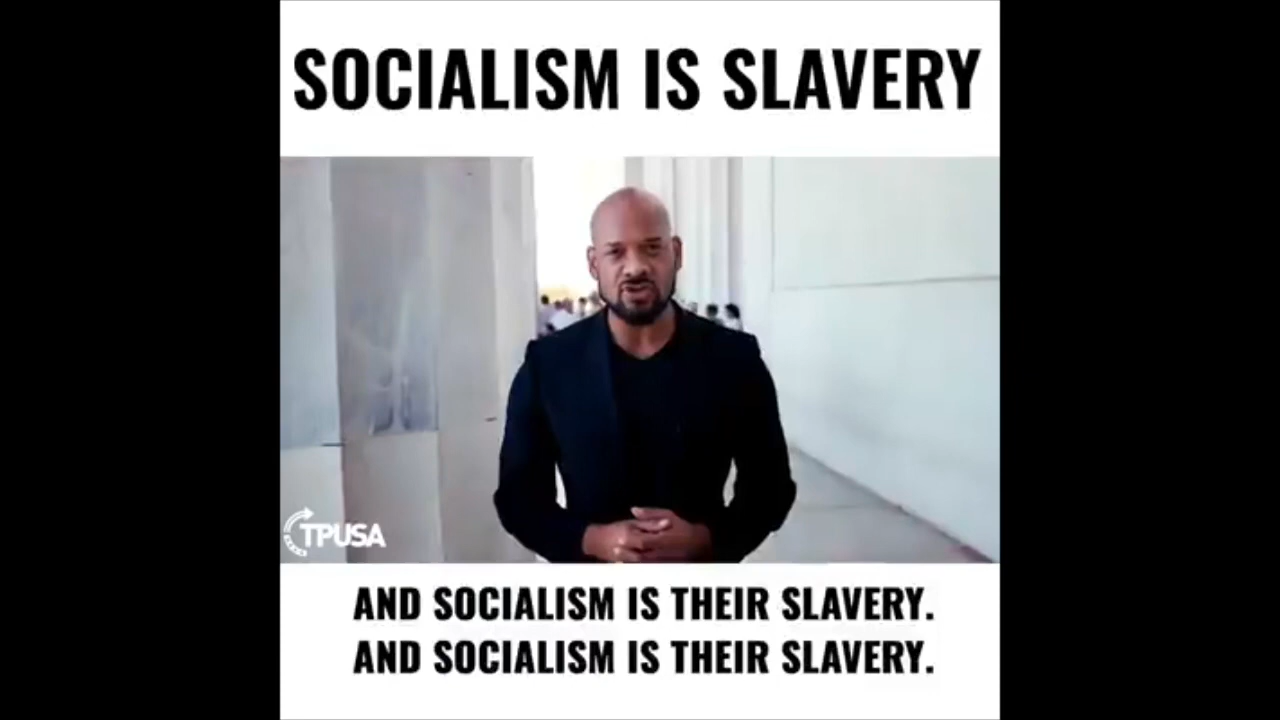 SOCIALISM IS SLAVERY
TPUSA
AND SOCIALISM IS THEIR SLAVERY.
AND SOCIALISM IS THEIR SLAVERY.